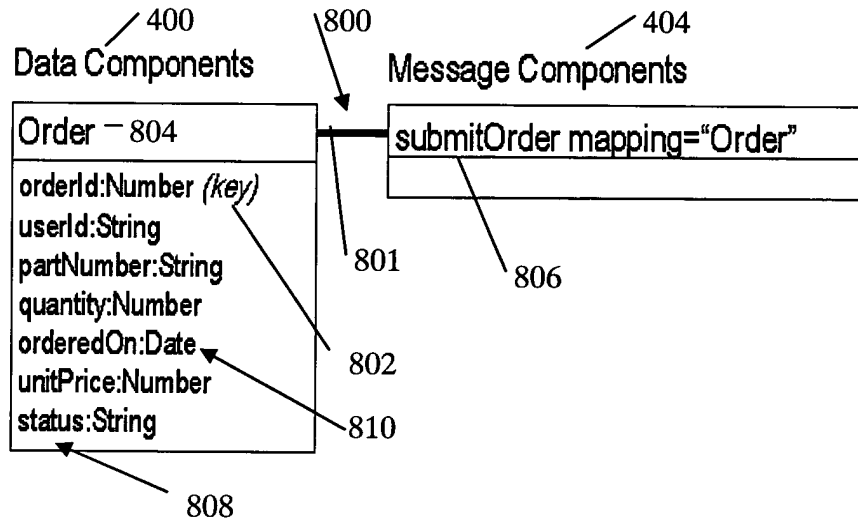 400
800
404
Data Components
Message Components
Order – 804
submitOrder mapping="Order"
orderId:Number (key)
userId:String
801
partNumber:String
806
quantity:Number
orderedOn:Date
802
unitPrice:Number
status:String
810
808